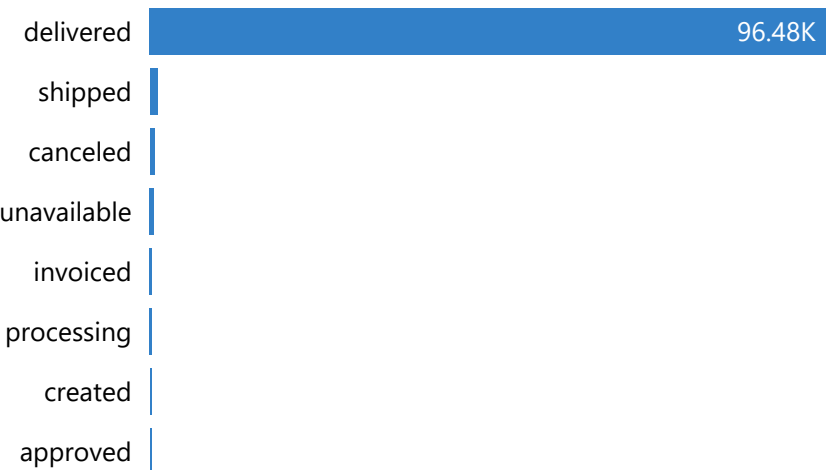 delivered 96.48K
shipped
canceled
unavailable
invoiced
processing
created
approved